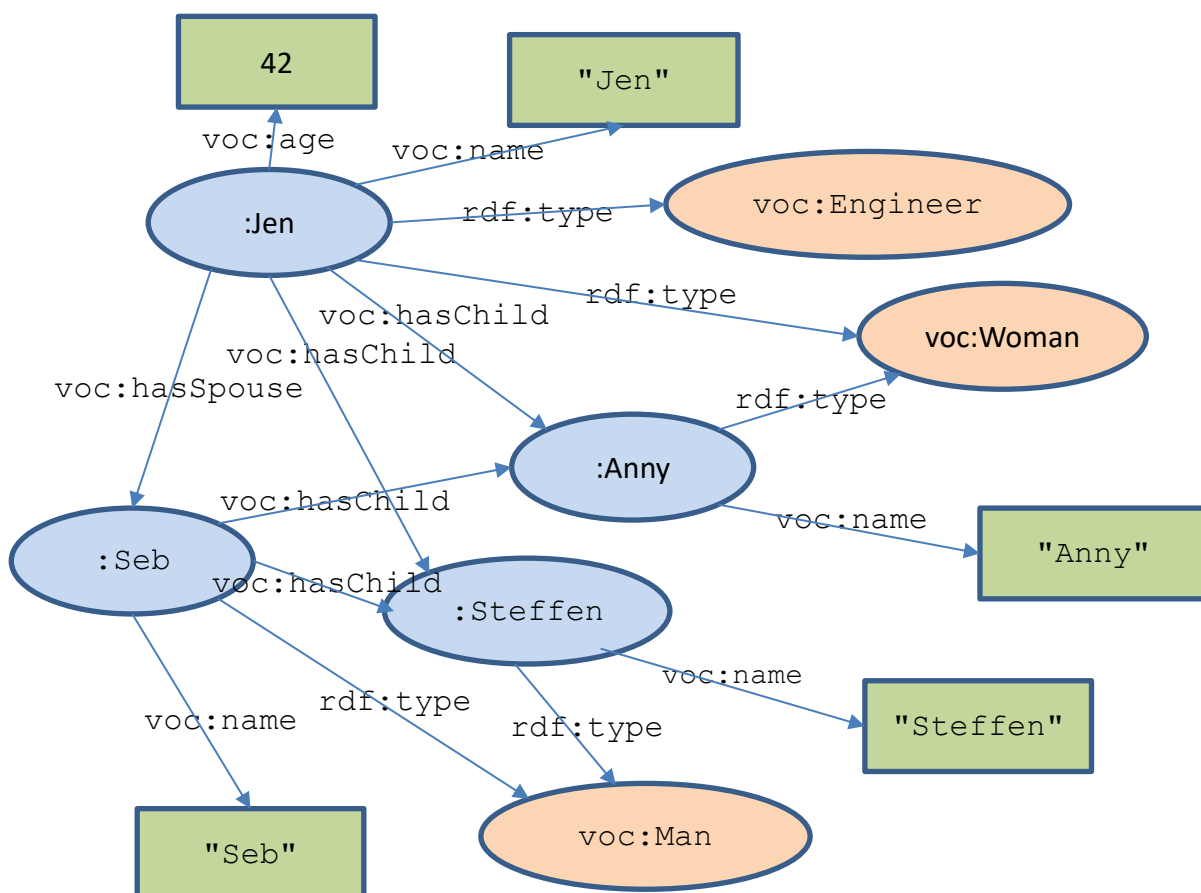 42
"Jen"
voc:age
voc:name
voc:Engineer
:Jen
rdf:type
rdf:type
voc:hasChild
voc:Woman
voc:hasChild
voc:hasSpouse
rdf:type
:Anny
voc:hasChild
voc:name
"Anny"
:Seb
voc:hasChild
:Steffen
voc:name
rdf:type
voc:name
rdf:type
"Steffen"
voc:Man
"Seb"